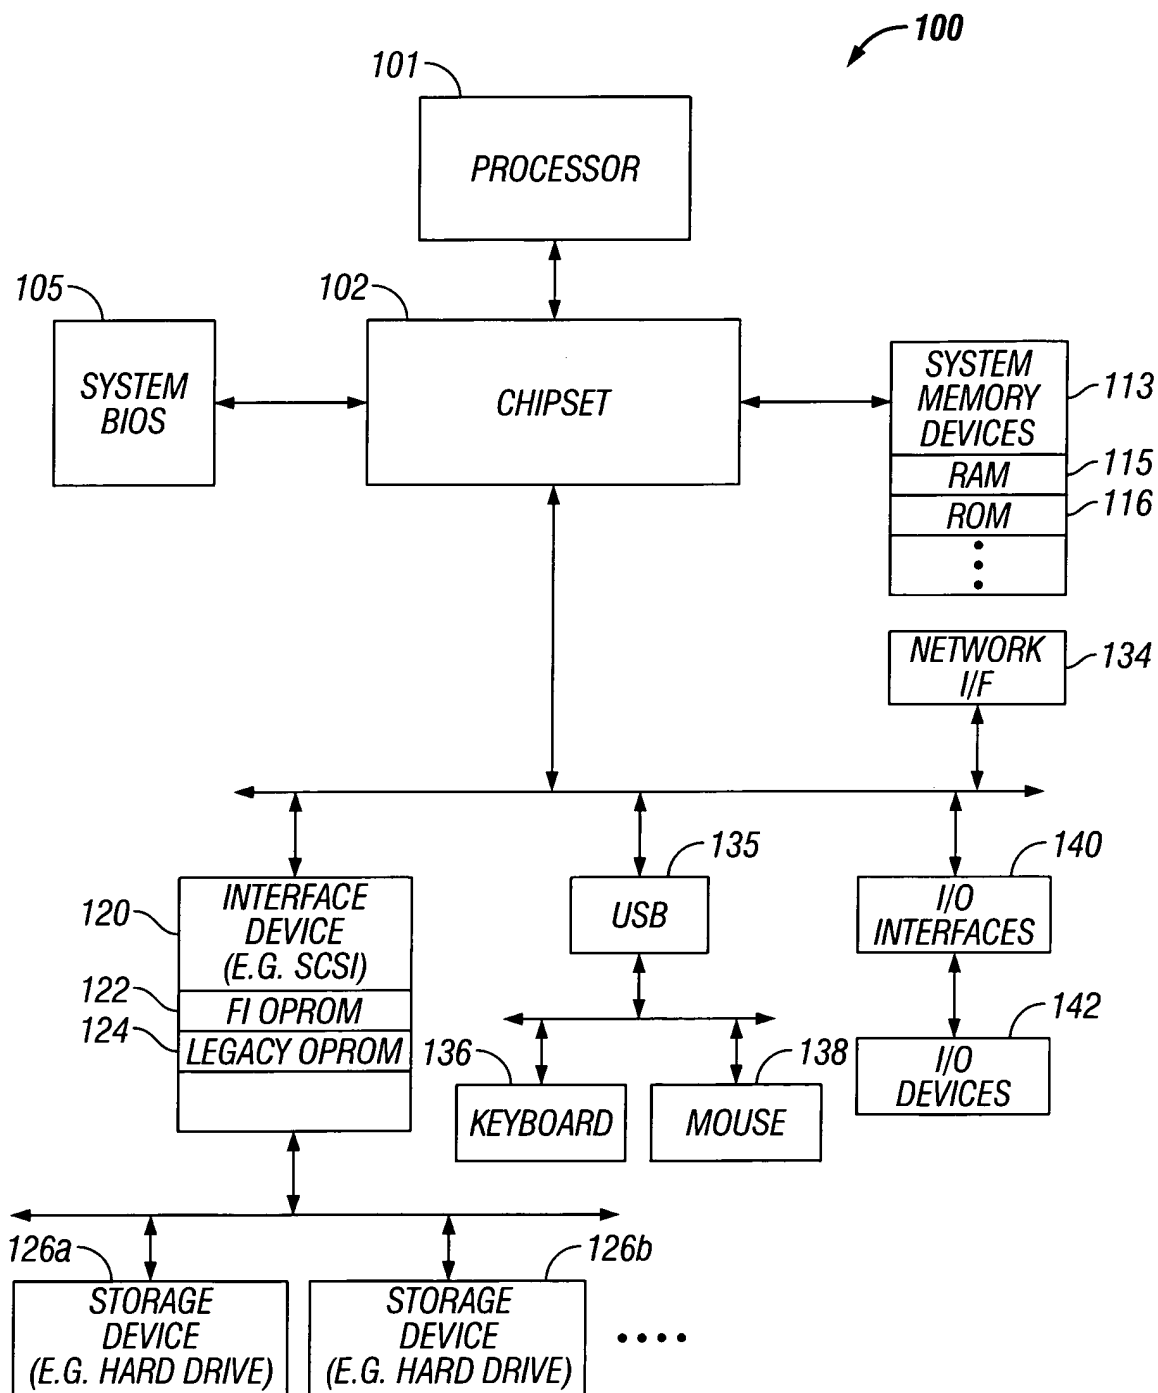 100
101
PROCESSOR
105
102
SYSTEM
BIOS
CHIPSET
SYSTEM
MEMORY
DEVICES
113
RAM
115
ROM
116
NETWORK
I/F
134
135
140
120
INTERFACE
DEVICE
(E.G. SCSI)
USB
I/O
INTERFACES
122
FI OPROM
124
LEGACY OPROM
136
138
142
KEYBOARD
MOUSE
I/O
DEVICES
126a
126b
STORAGE
DEVICE
(E.G. HARD DRIVE)
STORAGE
DEVICE
(E.G. HARD DRIVE)